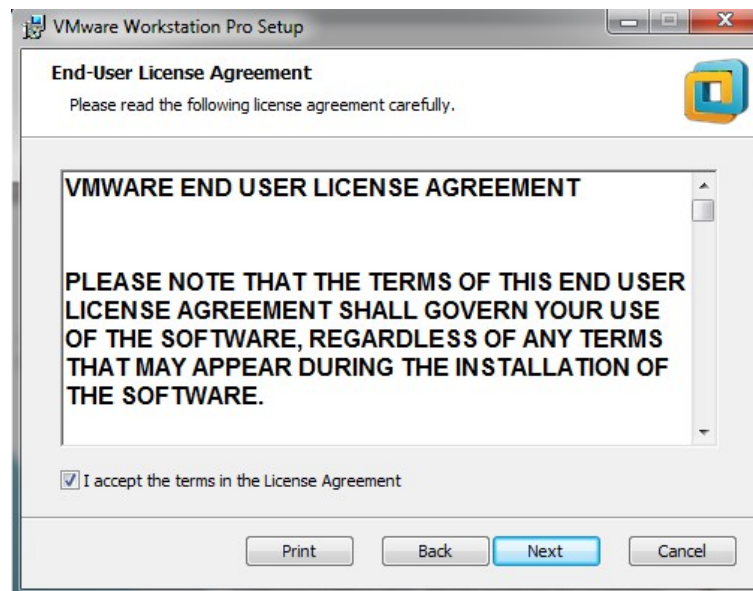 VMware Workstation Pro Setup
End-User License Agreement
Please read the following license agreement carefully.
VMWARE END USER LICENSE AGREEMENT
PLEASE NOTE THAT THE TERMS OF THIS END USER
LICENSE AGREEMENT SHALL GOVERN YOUR USE
OF THE SOFTWARE, REGARDLESS OF ANY TERMS
THAT MAY APPEAR DURING THE INSTALLATION OF
THE SOFTWARE.
I accept the terms in the License Agreement
Print Back Next Cancel